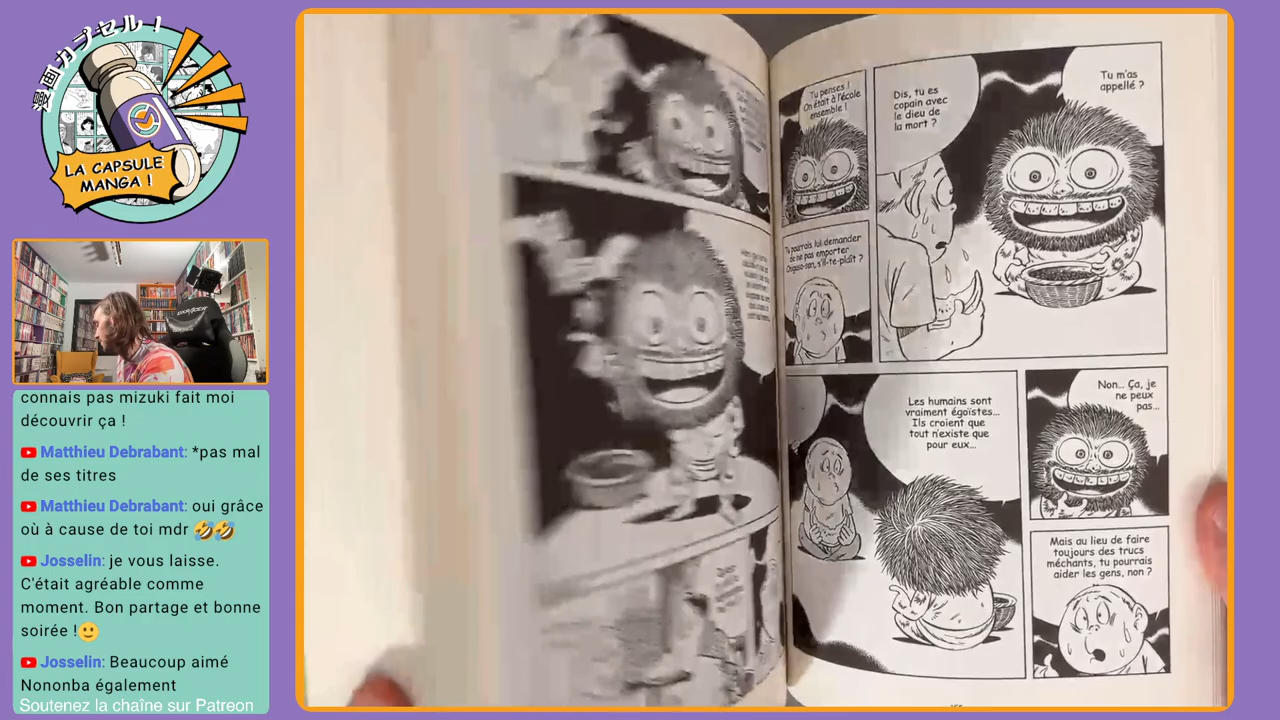 漫画カプセル!
LA CAPSULE
MANGA !
connais pas mizuki fait moi
découvrir ça !
Matthieu Debrabant: *pas mal
de ses titres
Matthieu Debrabant: oui grâce
où à cause de toi mdr 🤣🤣
Josselin: je vous laisse.
C'était agréable comme
moment. Bon partage et bonne
soirée !🙂
Josselin: Beaucoup aimé
Nononba également
Soutenez la chaîne sur Patreon
Tu m'as
appellé ?
Dis, tu es
copain avec
le dieu de
la mort ?
Tu penses !
On était à l'école
ensemble !
Tu pourrais lui demander
de ne pas emporter
Chigusa-san, s'il-te-plaît ?
Non... Ça, je
ne peux
pas...
Les humains sont
vraiment égoïstes...
Ils croient que
tout n'existe que
pour eux...
Mais au lieu de faire
toujours des trucs
méchants, tu pourrais
aider les gens, non ?